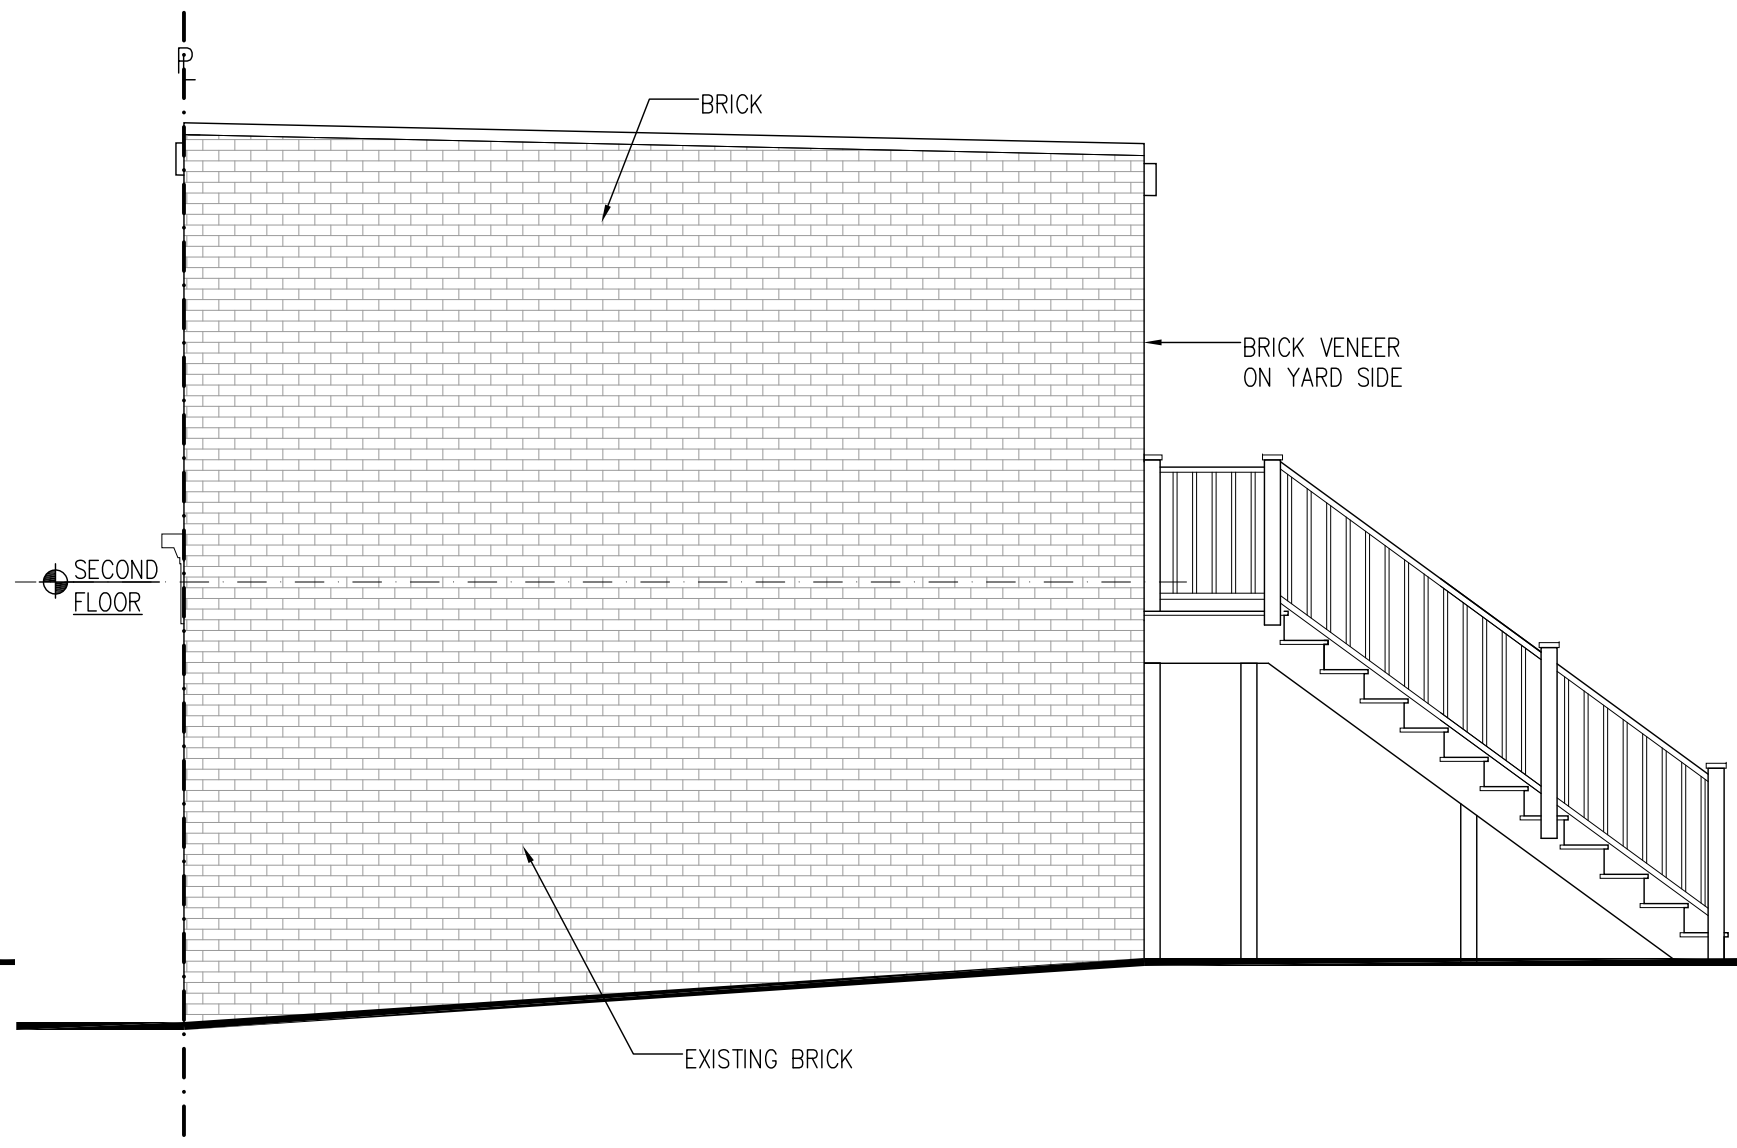 PL
BRICK
BRICK VENEER
ON YARD SIDE
SECOND
FLOOR
EXISTING BRICK